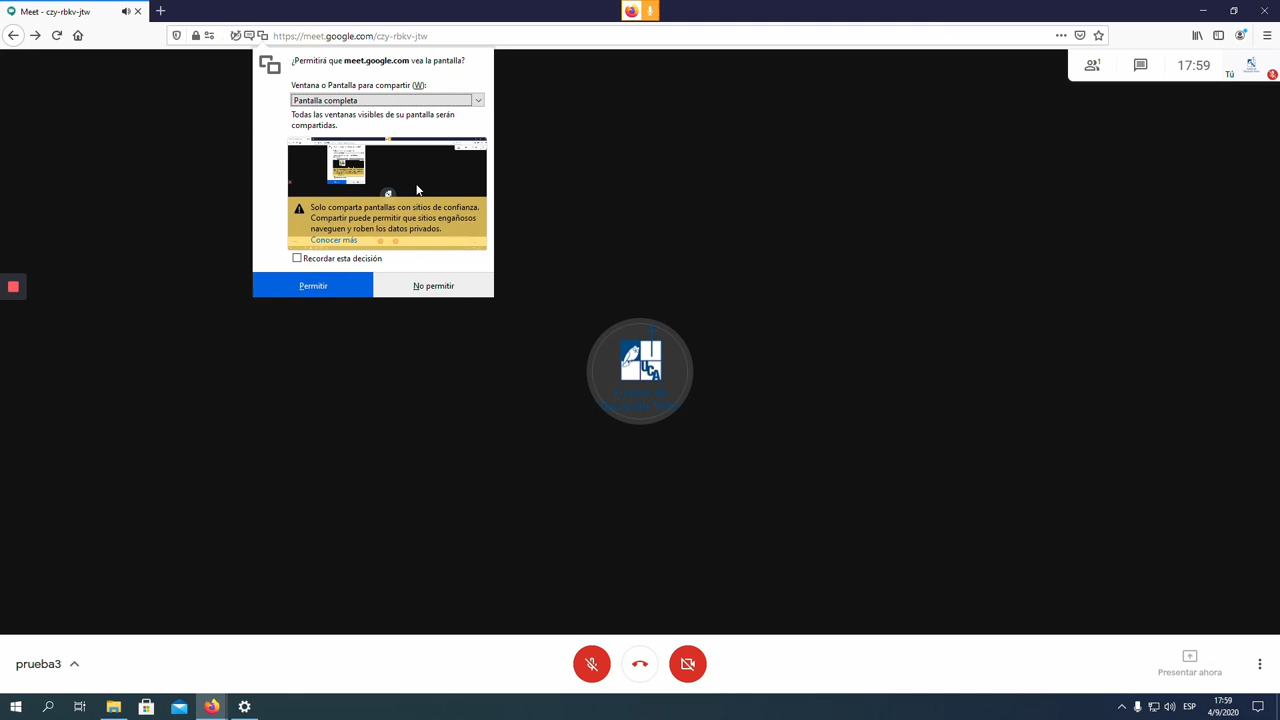 Meet - czy-rbkv-jtw
https://meet.google.com/czy-rbkv-jtw
¿Permitirá que meet.google.com vea la pantalla?
Ventana o Pantalla para compartir (W):
Pantalla completa
Todas las ventanas visibles de su pantalla serán
compartidas.
Solo comparta pantallas con sitios de confianza.
Compartir puede permitir que sitios engañosos
naveguen y roben los datos privados.
Conocer más
Recordar esta decisión
Permitir
No permitir
1
17:59
Tú
UCA
prueba3
Presentar ahora
ESP
17:59
4/9/2020